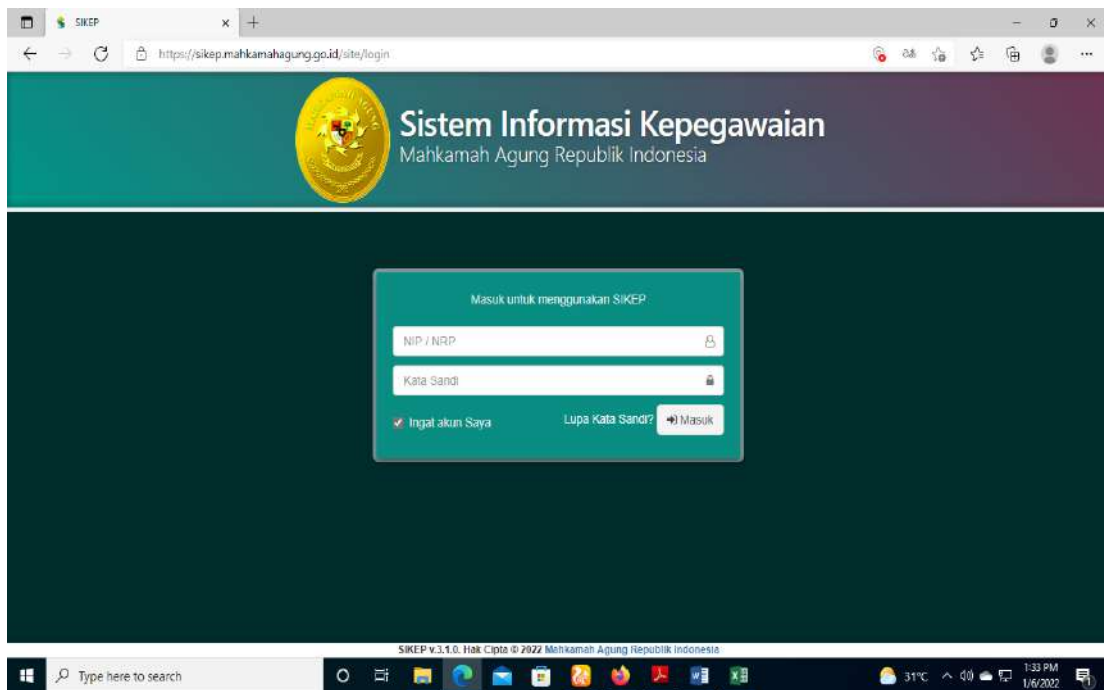 SIKEP
https://sikep.mahkamahagung.go.id/site/login
MAHKAMAH AGUNG
Sistem Informasi Kepegawaian
Mahkamah Agung Republik Indonesia
Masuk untuk menggunakan SIKEP
NIP / NRP
Kata Sandi
Ingat akun Saya
Lupa Kata Sandi? Masuk
SIKEP v.3.1.0. Hak Cipta © 2022 Mahkamah Agung Republik Indonesia
Type here to search
31°C
1:33 PM
1/6/2022